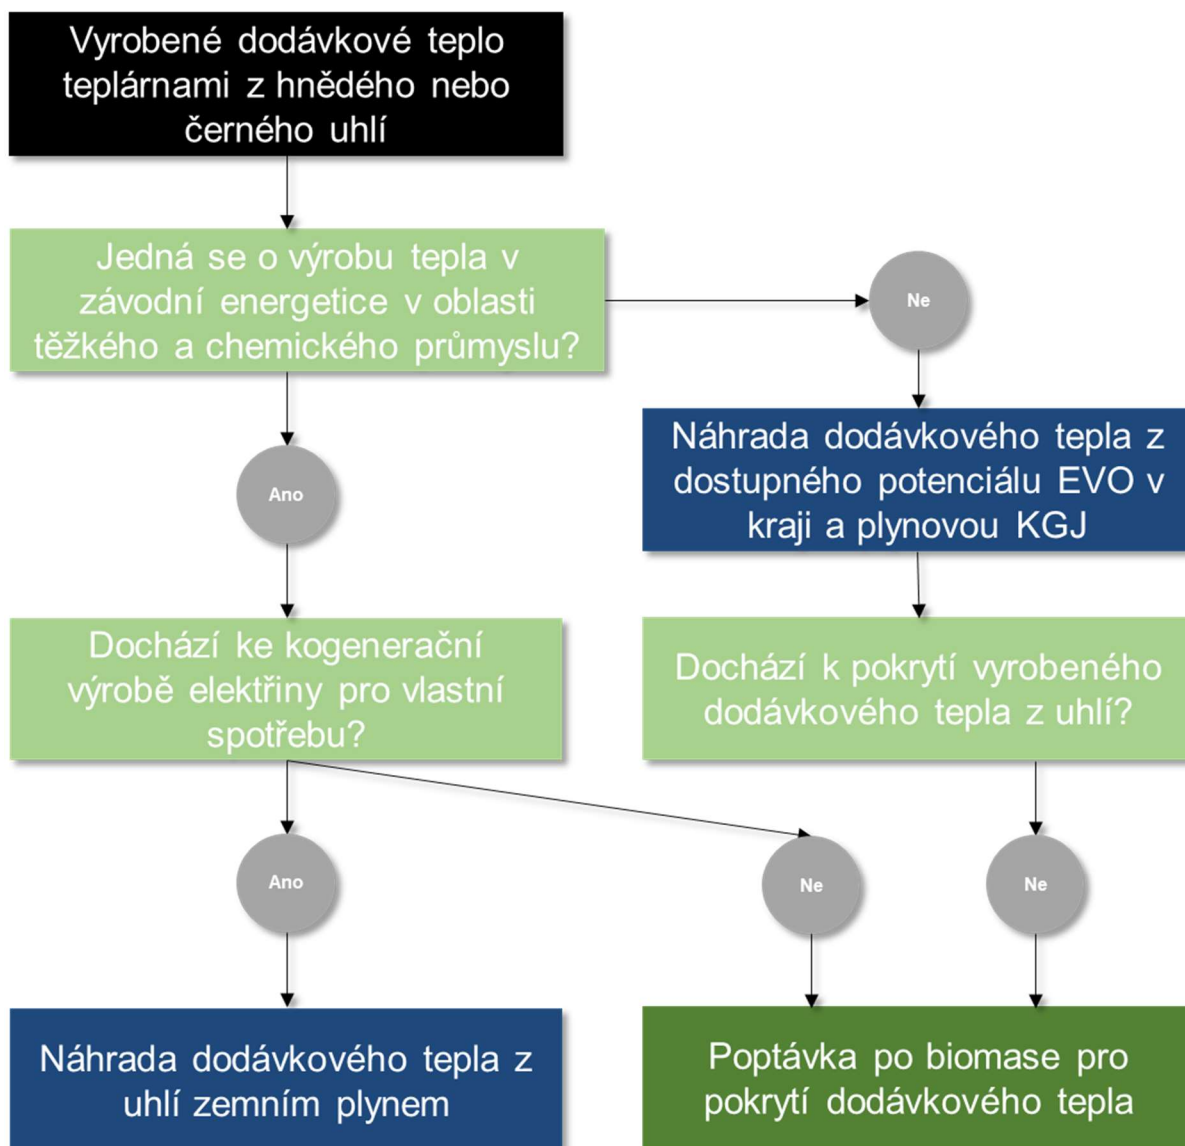 Vyrobené dodávkové teplo
teplárnami z hnědého nebo
černého uhlí
Jedná se o výrobu tepla v
závodní energetice v oblasti
těžkého a chemického průmyslu?
Ne
Náhrada dodávkového tepla z
dostupného potenciálu EVO v
kraji a plynovou KGJ
Ano
Dochází ke kogenerační
výrobě elektřiny pro vlastní
spotřebu?
Dochází k pokrytí vyrobeného
dodávkového tepla z uhlí?
Ano
Ne
Ne
Náhrada dodávkového tepla z
uhlí zemním plynem
Poptávka po biomase pro
pokrytí dodávkového tepla